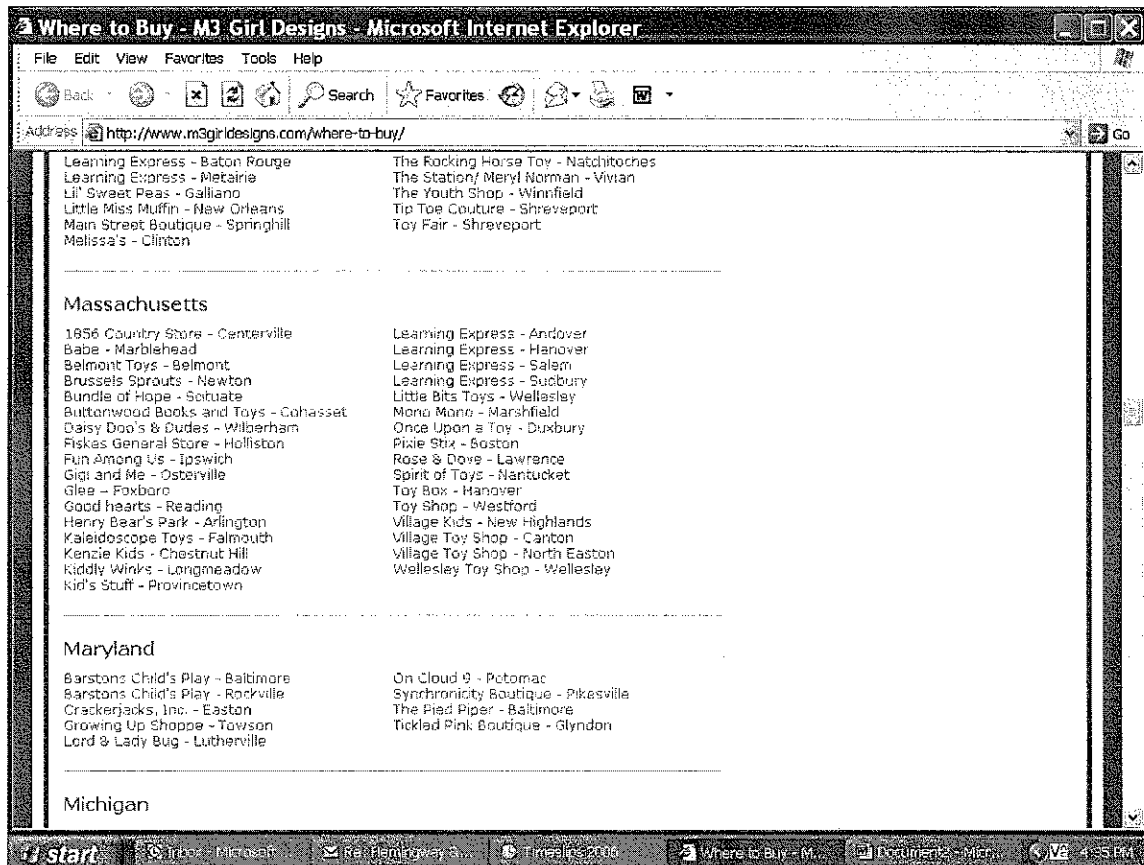 Where to Buy - M3 Girl Designs - Microsoft Internet Explorer
File Edit View Favorites Tools Help
Back Search Favorites
Address http://www.m3girldesigns.com/where-to-buy/ Go
Learning Express - Baton Rouge
Learning Express - Metairie
Lil' Sweet Peas - Galliano
Little Miss Muffin - New Orleans
Main Street Boutique - Springhill
Melissa's - Clinton
The Rocking Horse Toy - Natchitoches
The Station/ Meryl Norman - Vivian
The Youth Shop - Winnfield
Tip Toe Couture - Shreveport
Toy Fair - Shreveport
Massachusetts
1856 Country Store - Centerville
Babe - Marblehead
Belmont Toys - Belmont
Brussels Sprouts - Newton
Bundle of Hope - Scituate
Buttonwood Books and Toys - Cohasset
Daisy Doo's & Dudes - Wilberham
Fiskes General Store - Holliston
Fun Among Us - Ipswich
Gigi and Me - Osterville
Glee - Foxboro
Good hearts - Reading
Henry Bear's Park - Arlington
Kaleidoscope Toys - Falmouth
Kenzie Kids - Chestnut Hill
Kiddly Winks - Longmeadow
Kid's Stuff - Provincetown
Learning Express - Andover
Learning Express - Hanover
Learning Express - Salem
Learning Express - Sudbury
Little Bits Toys - Wellesley
Mono Mono - Marshfield
Once Upon a Toy - Duxbury
Pixie Stix - Boston
Rose & Dove - Lawrence
Spirit of Toys - Nantucket
Toy Box - Hanover
Toy Shop - Westford
Village Kids - New Highlands
Village Toy Shop - Canton
Village Toy Shop - North Easton
Wellesley Toy Shop - Wellesley
Maryland
Barstons Child's Play - Baltimore
Barstons Child's Play - Rockville
Crackerjacks, Inc. - Easton
Growing Up Shoppe - Towson
Lord & Lady Bug - Lutherville
On Cloud 9 - Potomac
Synchronicity Boutique - Pikesville
The Pied Piper - Baltimore
Tickled Pink Boutique - Glyndon
Michigan
start Inbox - Microsoft ... Re: Hemingway &... Timeslips 2006 Where to Buy - M... Document5 - Micr... 4:25 PM